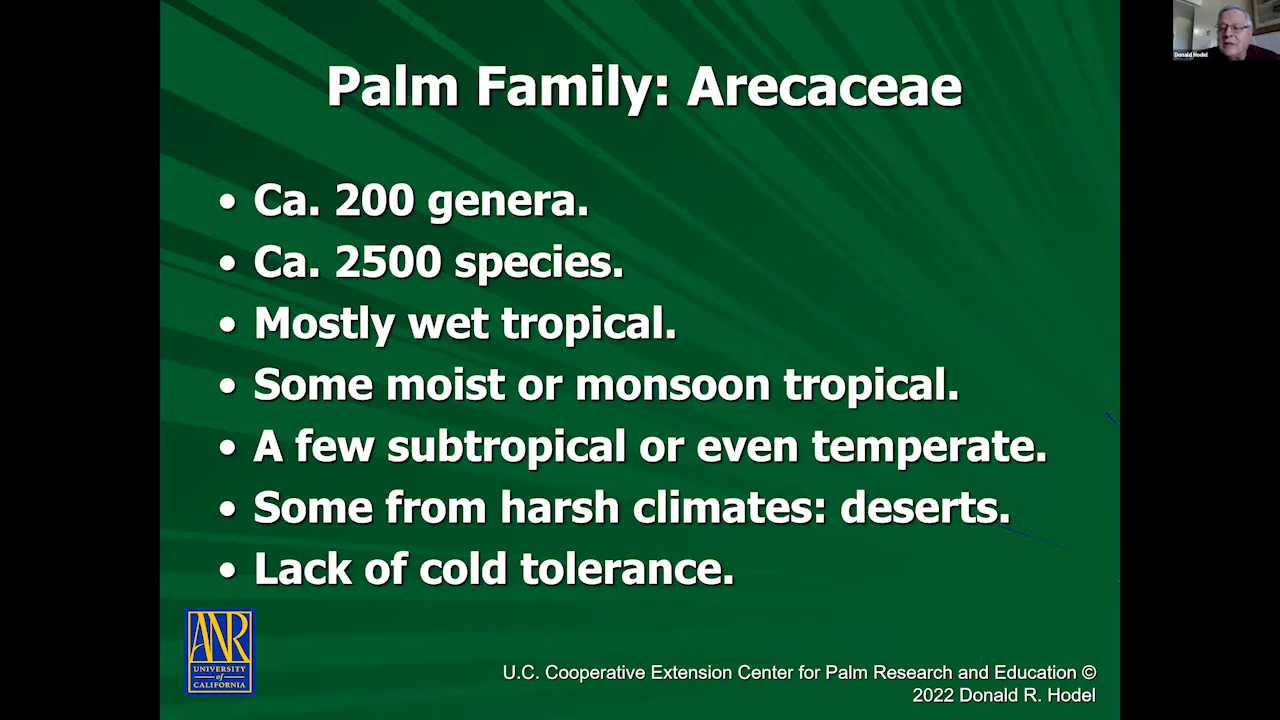 Donald Hodel
Palm Family: Arecaceae
• Ca. 200 genera.
• Ca. 2500 species.
• Mostly wet tropical.
• Some moist or monsoon tropical.
• A few subtropical or even temperate.
• Some from harsh climates: deserts.
• Lack of cold tolerance.
ANR
UNIVERSITY
of
CALIFORNIA
U.C. Cooperative Extension Center for Palm Research and Education ©
2022 Donald R. Hodel